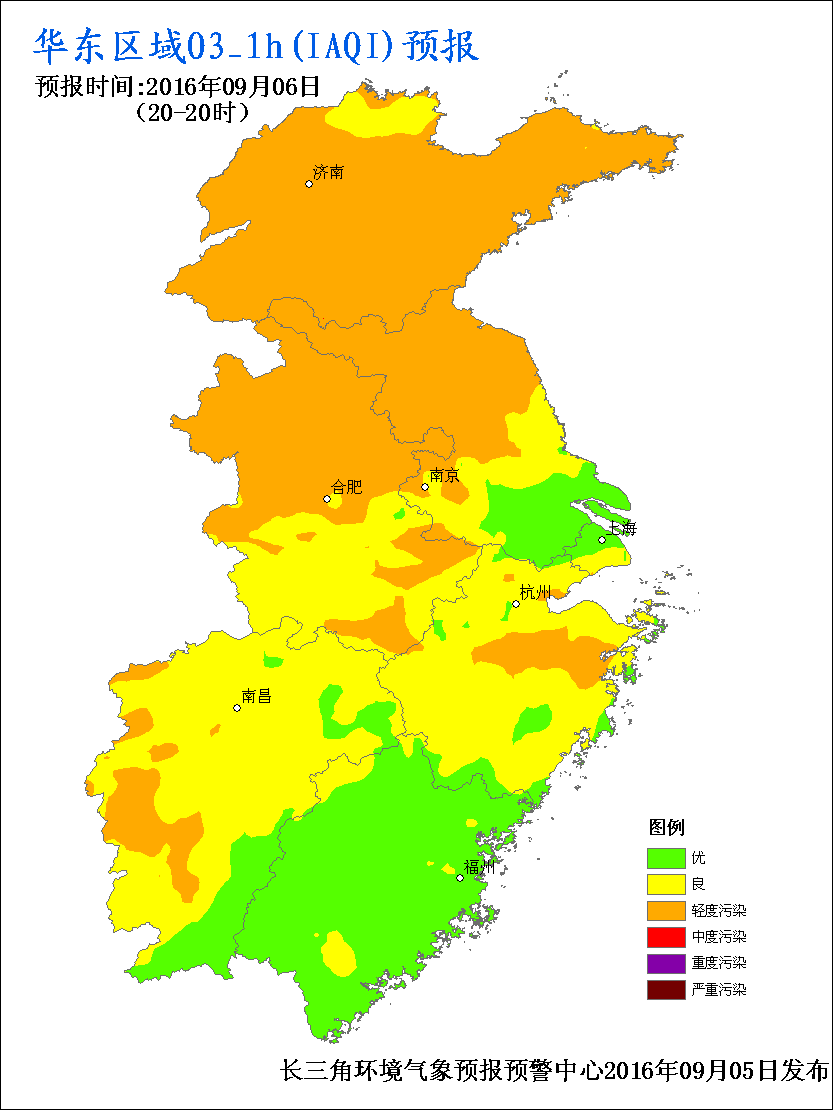 华东区域O3_1h(IAQI)预报
预报时间:2016年09月06日
(20-20时)
济南
南京
合肥
上海
杭州
南昌
福州
图例
优
良
轻度污染
中度污染
重度污染
严重污染
长三角环境气象预报预警中心2016年09月05日发布